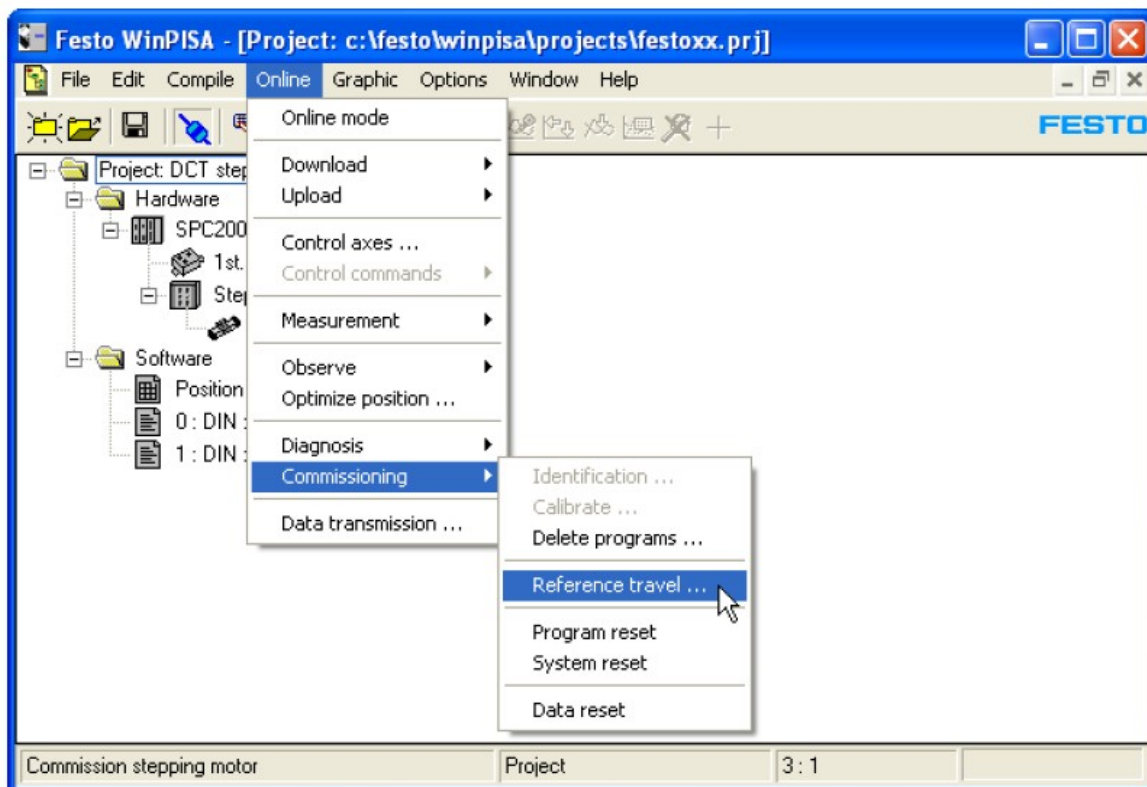 Festo WinPISA - [Project: c:\festo\winpisa\projects\festoxx.prj]
File Edit Compile Online Graphic Options Window Help
FESTO
Project: DCT step
Hardware
SPC200
1st.
Step
Software
Position
0 : DIN :
1 : DIN :
Online mode
Download
Upload
Control axes ...
Control commands
Measurement
Observe
Optimize position ...
Diagnosis
Commissioning
Data transmission ...
Identification ...
Calibrate ...
Delete programs ...
Reference travel ...
Program reset
System reset
Data reset
Commission stepping motor Project 3 : 1